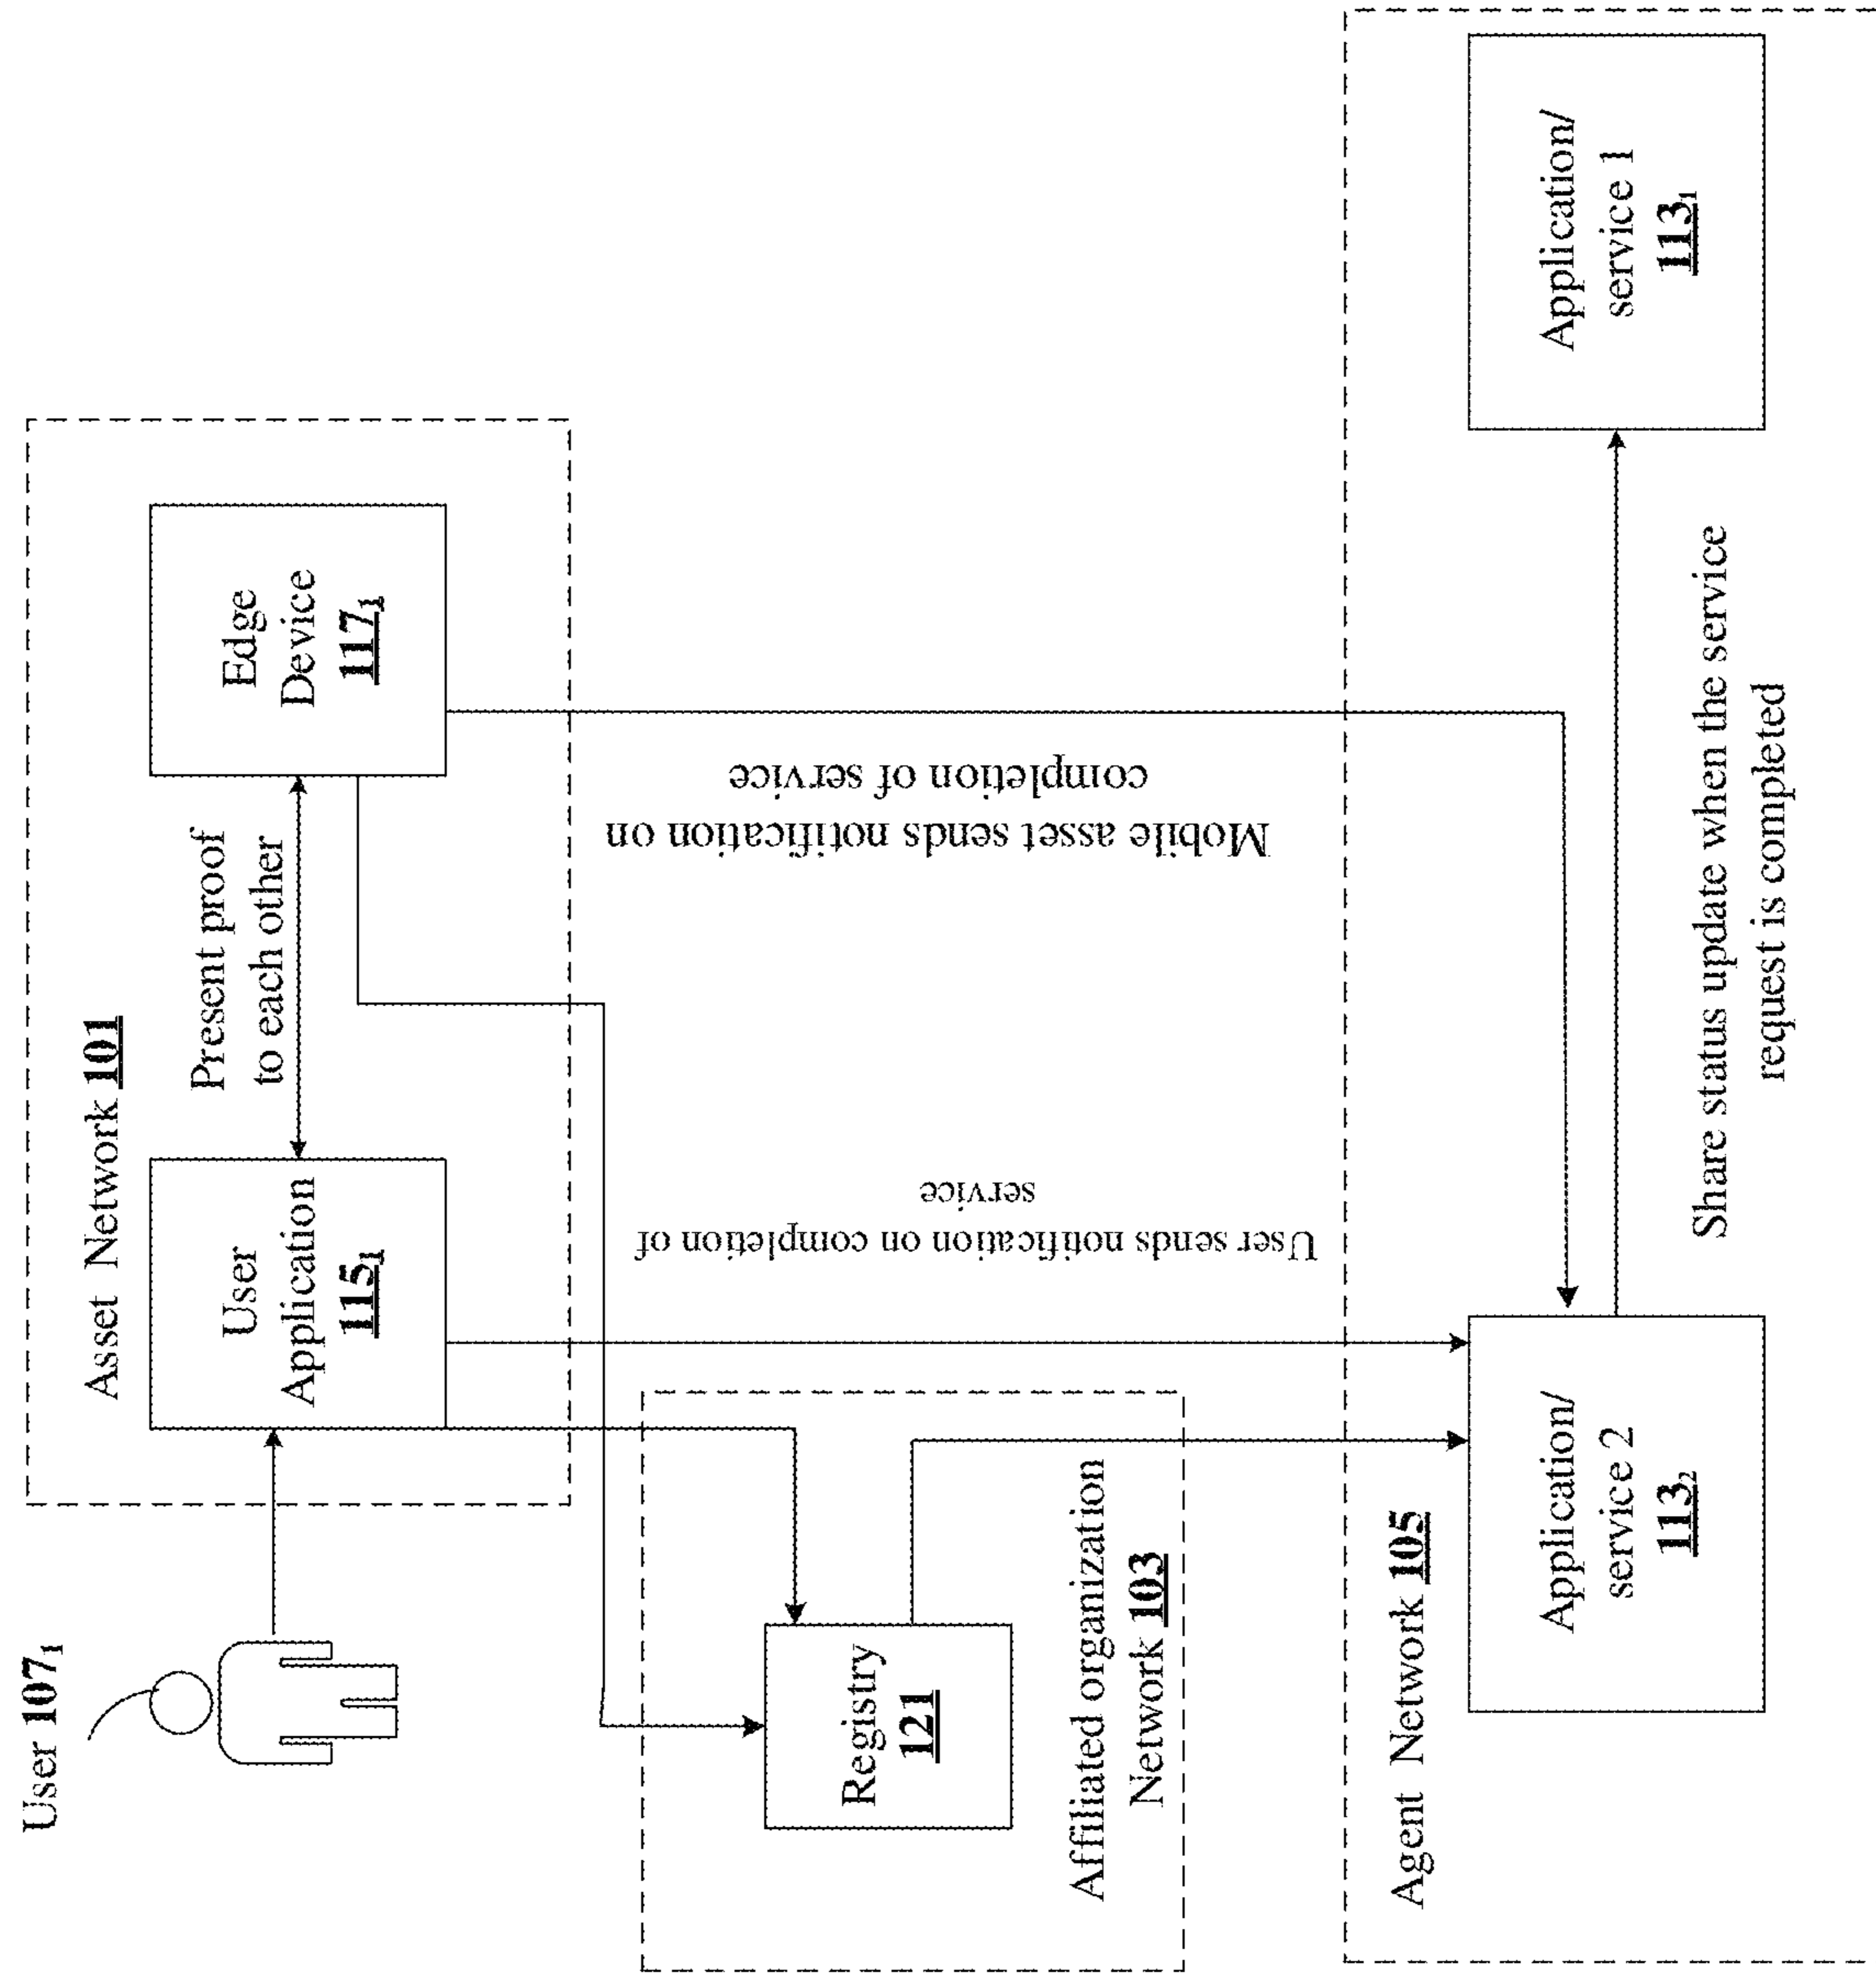 User 107₁
Asset Network 101
User
Application
115₁
Present proof
to each other
Edge
Device
117₁
User sends notification on completion of
service
Mobile asset sends notification on
completion of service
Registry
121
Affiliated organization
Network 103
Agent Network 105
Application/
service 2
113₂
Share status update when the service
request is completed
Application/
service 1
113₁